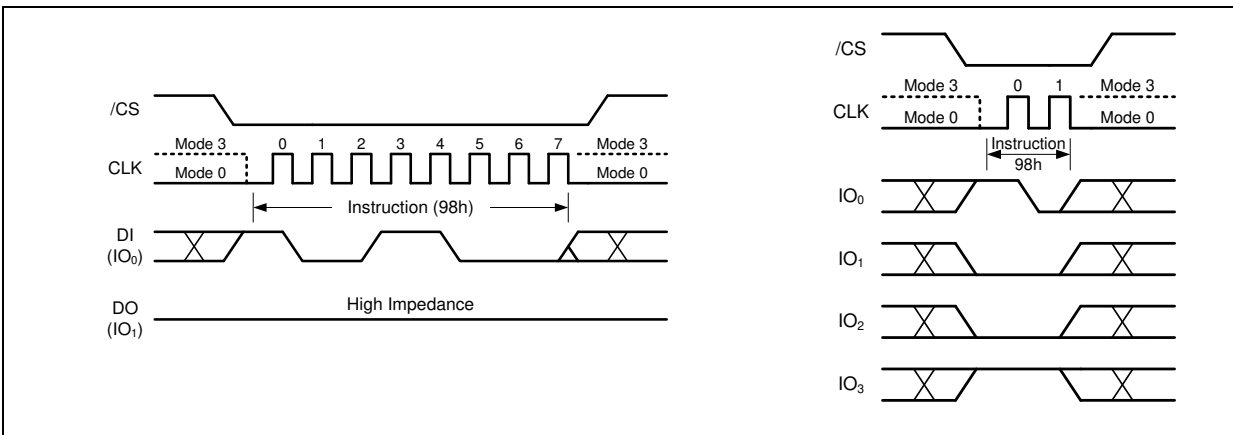 /CS
Mode 3 0 1 2 3 4 5 6 7 Mode 3
CLK
Mode 0 Mode 0
Instruction (98h)
DI
(IO₀)
High Impedance
DO
(IO₁)
/CS
Mode 3 0 1 Mode 3
CLK
Mode 0 Mode 0
Instruction
98h
IO₀
IO₁
IO₂
IO₃